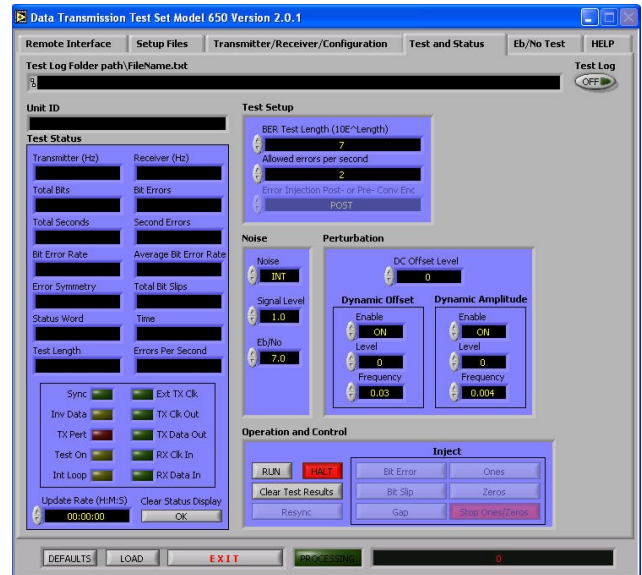 Data Transmission Test Set Model 650 Version 2.0.1
Remote Interface Setup Files Transmitter/Receiver/Configuration Test and Status Eb/No Test HELP
Test Log Folder path\FileName.txt Test Log
OFF
Unit ID
Test Status
Transmitter (Hz) Receiver (Hz)
Total Bits Bit Errors
Total Seconds Second Errors
Bit Error Rate Average Bit Error Rate
Error Symmetry Total Bit Slips
Status Word Time
Test Length Errors Per Second
Sync Ext TX Clk
Inv Data TX Clk Out
TX Pert TX Data Out
Test On RX Clk In
Int Loop RX Data In
Update Rate (H:M:S) Clear Status Display
00:00:00 OK
Test Setup
BER Test Length (10E^Length)
7
Allowed errors per second
2
Error Injection Post- or Pre- Conv Enc
POST
Noise
Noise
INT
Signal Level
1.0
Eb/No
7.0
Perturbation
DC Offset Level
0
Dynamic Offset Dynamic Amplitude
Enable Enable
ON ON
Level Level
0 0
Frequency Frequency
0.03 0.004
Operation and Control
Inject
RUN HALT Bit Error Ones
Clear Test Results Bit Slip Zeros
Resync Gap Stop Ones/Zeros
DEFAULTS LOAD EXIT PROCESSING 0